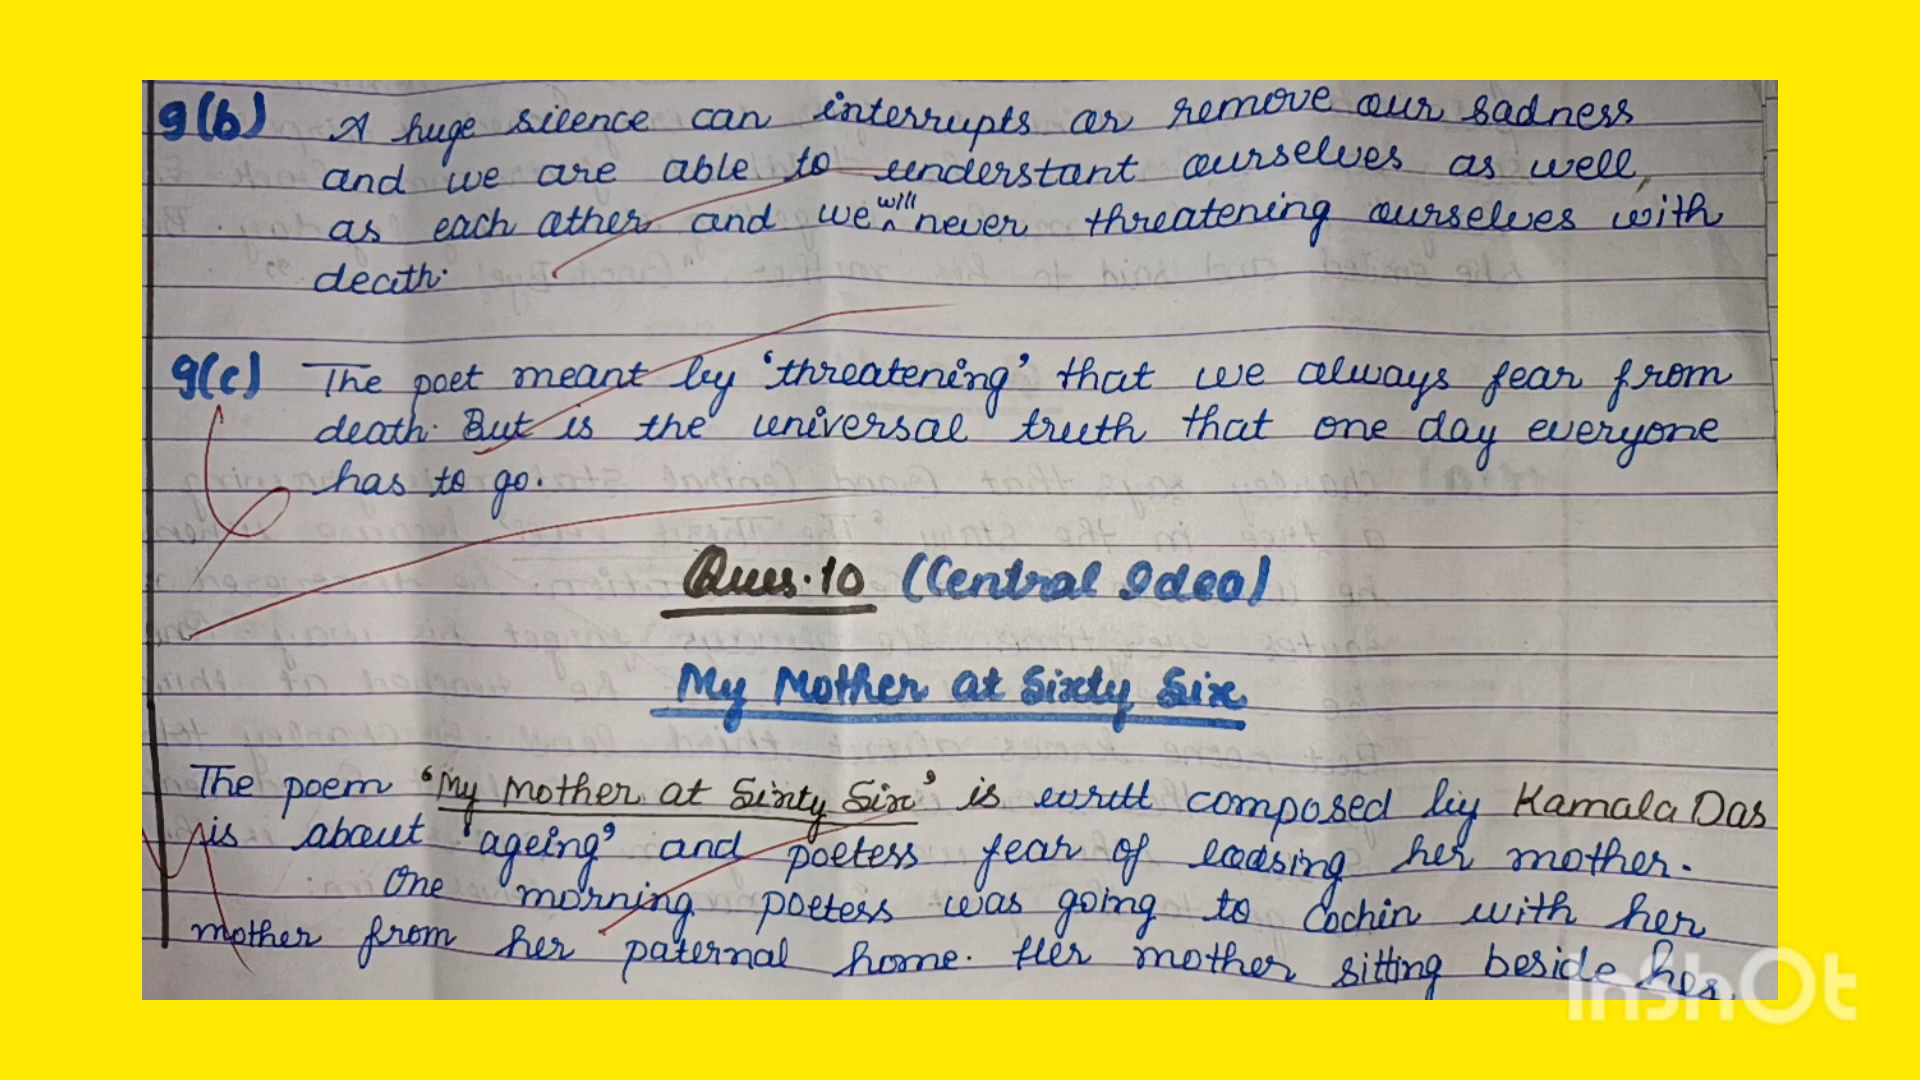 9(b) A huge silence can interrupts or remove our sadness
and we are able to understant ourselves as well
as each other and we will never threatening ourselves with
death.
9(c) The poet meant by 'threatening' that we always fear from
death. But is the universal truth that one day everyone
has to go.
Ques.10 (Central Idea)
My Mother at Sixty Six
The poem 'My Mother at Sixty Six' is composed by Kamala Das
is about 'ageing' and poetess fear of her mother.
One morning poetess was going to Cochin with her
mother from her paternal home. Her mother sitting beside her
InShOt